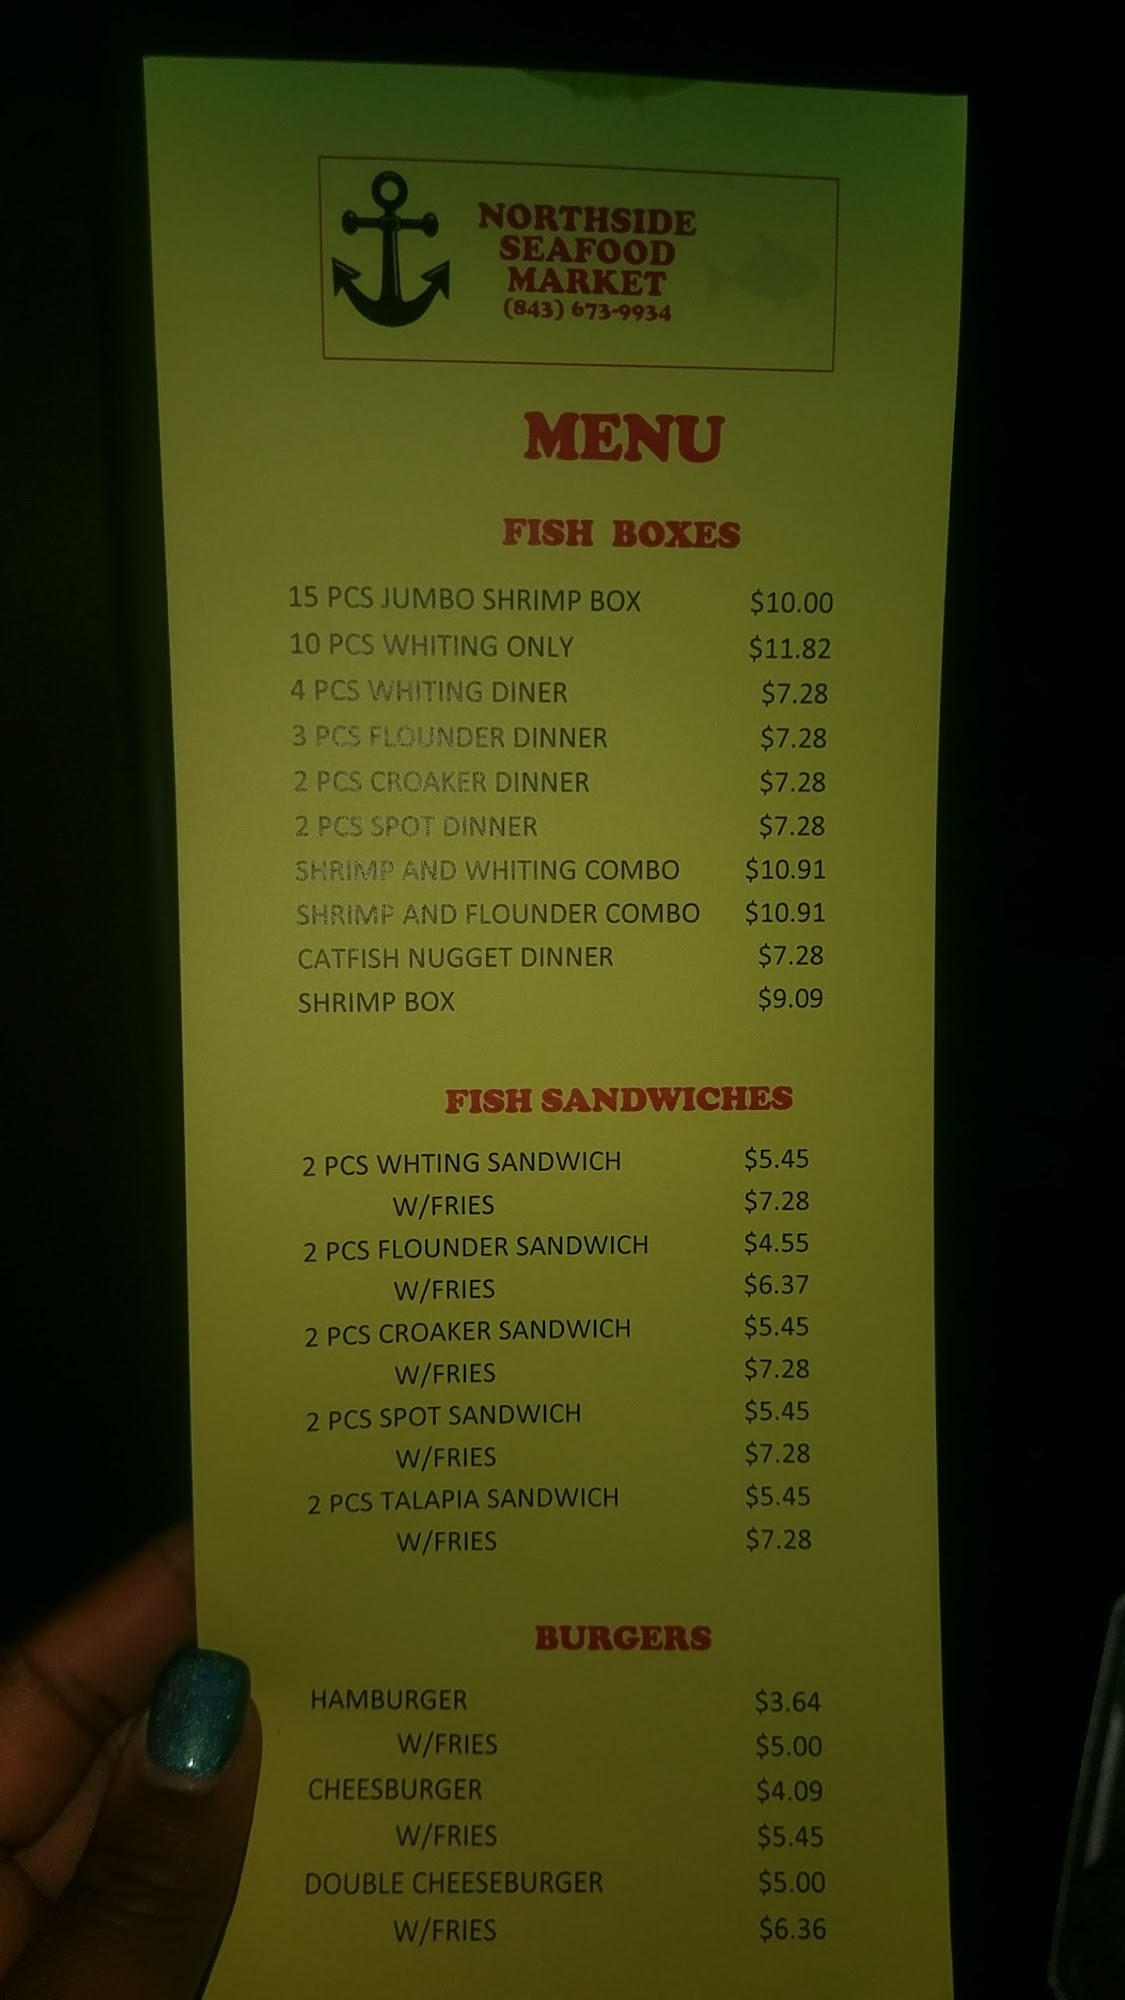 NORTHSIDE
SEAFOOD
MARKET
(843) 673-9934
MENU
FISH BOXES
15 PCS JUMBO SHRIMP BOX $10.00
10 PCS WHITING ONLY $11.82
4 PCS WHITING DINER $7.28
3 PCS FLOUNDER DINNER $7.28
2 PCS CROAKER DINNER $7.28
2 PCS SPOT DINNER $7.28
SHRIMP AND WHITING COMBO $10.91
SHRIMP AND FLOUNDER COMBO $10.91
CATFISH NUGGET DINNER $7.28
SHRIMP BOX $9.09
FISH SANDWICHES
2 PCS WHTING SANDWICH $5.45
W/FRIES $7.28
2 PCS FLOUNDER SANDWICH $4.55
W/FRIES $6.37
2 PCS CROAKER SANDWICH $5.45
W/FRIES $7.28
2 PCS SPOT SANDWICH $5.45
W/FRIES $7.28
2 PCS TALAPIA SANDWICH $5.45
W/FRIES $7.28
BURGERS
HAMBURGER $3.64
W/FRIES $5.00
CHEESBURGER $4.09
W/FRIES $5.45
DOUBLE CHEESEBURGER $5.00
W/FRIES $6.36